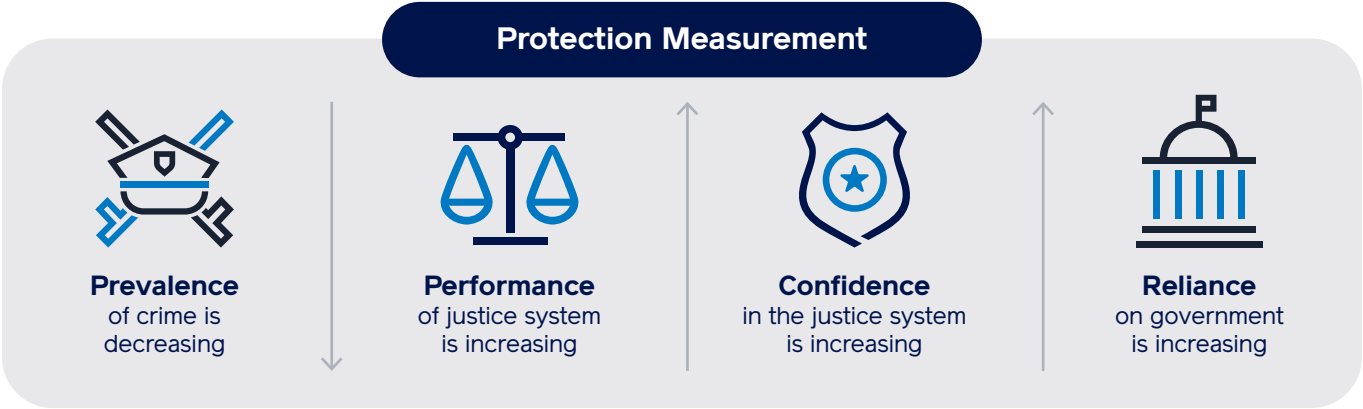 Protection Measurement
Prevalence
of crime is
decreasing
Performance
of justice system
is increasing
Confidence
in the justice system
is increasing
Reliance
on government
is increasing